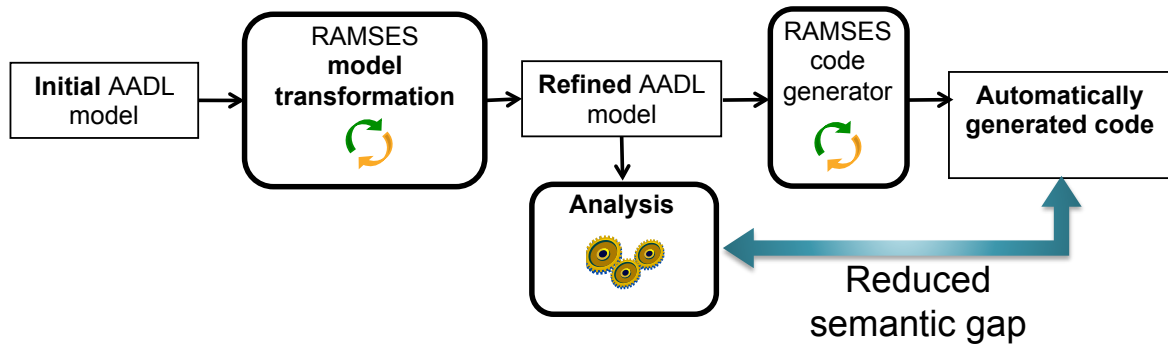 Initial AADL
model
RAMSES
model
transformation
Refined AADL
model
RAMSES
code
generator
Automatically
generated code
Analysis
Reduced
semantic gap